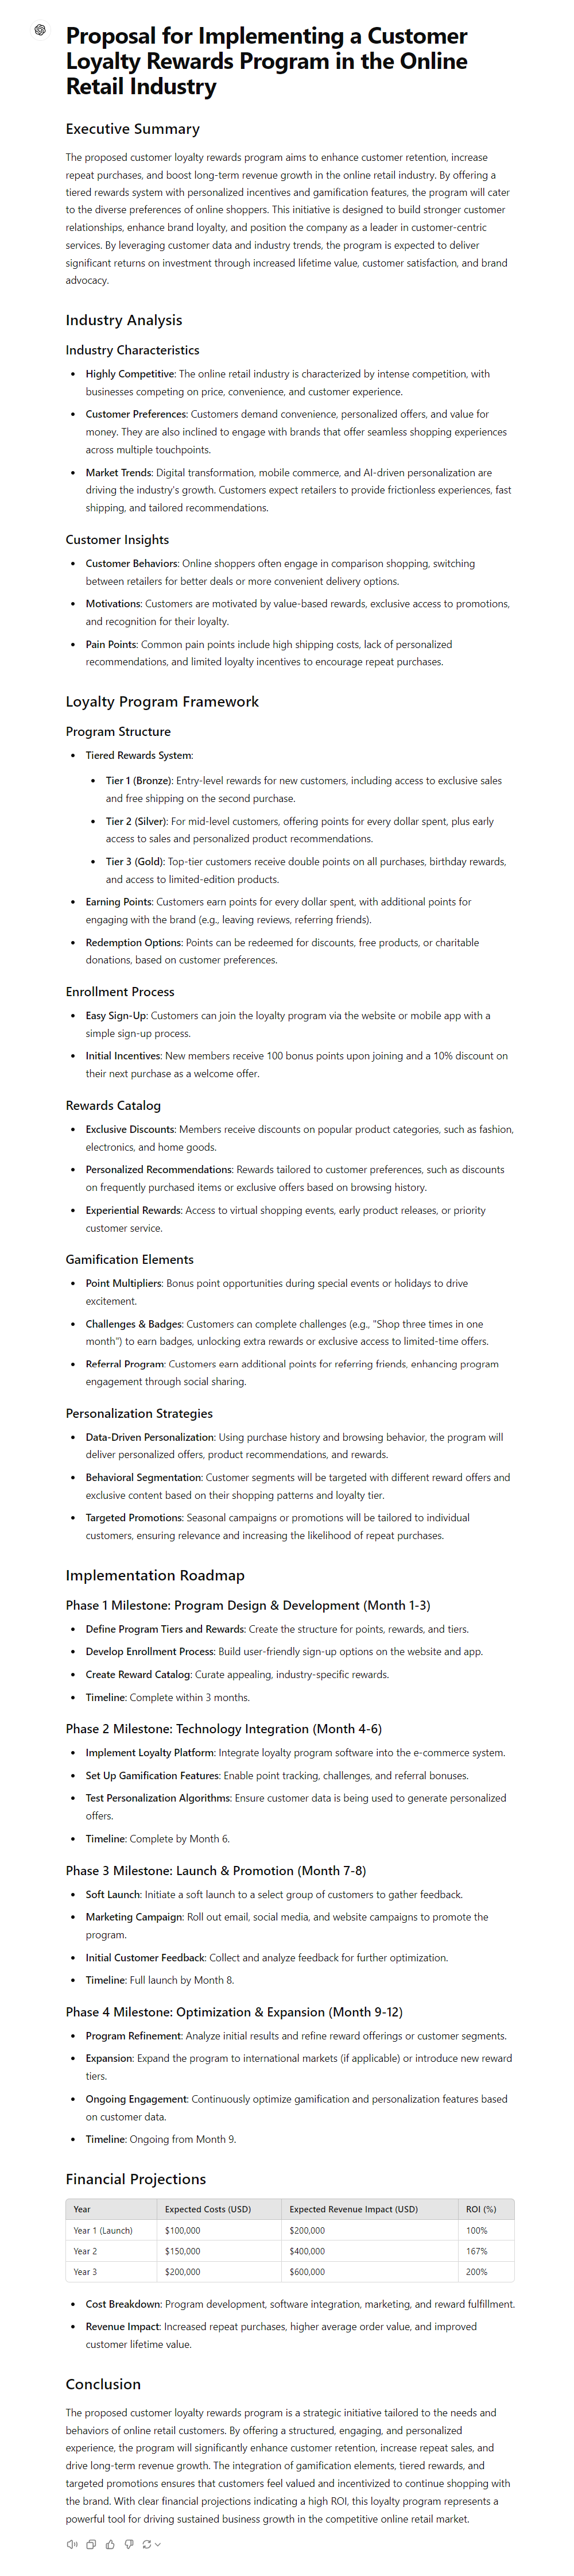 Proposal for Implementing a Customer
Loyalty Rewards Program in the Online
Retail Industry
Executive Summary
The proposed customer loyalty rewards program aims to enhance customer retention, increase
repeat purchases, and boost long-term revenue growth in the online retail industry. By offering a
tiered rewards system with personalized incentives and gamification features, the program will cater
to the diverse preferences of online shoppers. This initiative is designed to build stronger customer
relationships, enhance brand loyalty, and position the company as a leader in customer-centric
services. By leveraging customer data and industry trends, the program is expected to deliver
significant returns on investment through increased lifetime value, customer satisfaction, and brand
advocacy.
Industry Analysis
Industry Characteristics
• Highly Competitive: The online retail industry is characterized by intense competition, with
businesses competing on price, convenience, and customer experience.
• Customer Preferences: Customers demand convenience, personalized offers, and value for
money. They are also inclined to engage with brands that offer seamless shopping experiences
across multiple touchpoints.
• Market Trends: Digital transformation, mobile commerce, and AI-driven personalization are
driving the industry's growth. Customers expect retailers to provide frictionless experiences, fast
shipping, and tailored recommendations.
Customer Insights
• Customer Behaviors: Online shoppers often engage in comparison shopping, switching
between retailers for better deals or more convenient delivery options.
• Motivations: Customers are motivated by value-based rewards, exclusive access to promotions,
and recognition for their loyalty.
• Pain Points: Common pain points include high shipping costs, lack of personalized
recommendations, and limited loyalty incentives to encourage repeat purchases.
Loyalty Program Framework
Program Structure
• Tiered Rewards System:
• Tier 1 (Bronze): Entry-level rewards for new customers, including access to exclusive sales
and free shipping on the second purchase.
• Tier 2 (Silver): For mid-level customers, offering points for every dollar spent, plus early
access to sales and personalized product recommendations.
• Tier 3 (Gold): Top-tier customers receive double points on all purchases, birthday rewards,
and access to limited-edition products.
• Earning Points: Customers earn points for every dollar spent, with additional points for
engaging with the brand (e.g., leaving reviews, referring friends).
• Redemption Options: Points can be redeemed for discounts, free products, or charitable
donations, based on customer preferences.
Enrollment Process
• Easy Sign-Up: Customers can join the loyalty program via the website or mobile app with a
simple sign-up process.
• Initial Incentives: New members receive 100 bonus points upon joining and a 10% discount on
their next purchase as a welcome offer.
Rewards Catalog
• Exclusive Discounts: Members receive discounts on popular product categories, such as fashion,
electronics, and home goods.
• Personalized Recommendations: Rewards tailored to customer preferences, such as discounts
on frequently purchased items or exclusive offers based on browsing history.
• Experiential Rewards: Access to virtual shopping events, early product releases, or priority
customer service.
Gamification Elements
• Point Multipliers: Bonus point opportunities during special events or holidays to drive
excitement.
• Challenges & Badges: Customers can complete challenges (e.g., "Shop three times in one
month") to earn badges, unlocking extra rewards or exclusive access to limited-time offers.
• Referral Program: Customers earn additional points for referring friends, enhancing program
engagement through social sharing.
Personalization Strategies
• Data-Driven Personalization: Using purchase history and browsing behavior, the program will
deliver personalized offers, product recommendations, and rewards.
• Behavioral Segmentation: Customer segments will be targeted with different reward offers and
exclusive content based on their shopping patterns and loyalty tier.
• Targeted Promotions: Seasonal campaigns or promotions will be tailored to individual
customers, ensuring relevance and increasing the likelihood of repeat purchases.
Implementation Roadmap
Phase 1 Milestone: Program Design & Development (Month 1-3)
• Define Program Tiers and Rewards: Create the structure for points, rewards, and tiers.
• Develop Enrollment Process: Build user-friendly sign-up options on the website and app.
• Create Reward Catalog: Curate appealing, industry-specific rewards.
• Timeline: Complete within 3 months.
Phase 2 Milestone: Technology Integration (Month 4-6)
• Implement Loyalty Platform: Integrate loyalty program software into the e-commerce system.
• Set Up Gamification Features: Enable point tracking, challenges, and referral bonuses.
• Test Personalization Algorithms: Ensure customer data is being used to generate personalized
offers.
• Timeline: Complete by Month 6.
Phase 3 Milestone: Launch & Promotion (Month 7-8)
• Soft Launch: Initiate a soft launch to a select group of customers to gather feedback.
• Marketing Campaign: Roll out email, social media, and website campaigns to promote the
program.
• Initial Customer Feedback: Collect and analyze feedback for further optimization.
• Timeline: Full launch by Month 8.
Phase 4 Milestone: Optimization & Expansion (Month 9-12)
• Program Refinement: Analyze initial results and refine reward offerings or customer segments.
• Expansion: Expand the program to international markets (if applicable) or introduce new reward
tiers.
• Ongoing Engagement: Continuously optimize gamification and personalization features based
on customer data.
• Timeline: Ongoing from Month 9.
Financial Projections
Year Expected Costs (USD) Expected Revenue Impact (USD) ROI (%)
Year 1 (Launch) $100,000 $200,000 100%
Year 2 $150,000 $400,000 167%
Year 3 $200,000 $600,000 200%
• Cost Breakdown: Program development, software integration, marketing, and reward fulfillment.
• Revenue Impact: Increased repeat purchases, higher average order value, and improved
customer lifetime value.
Conclusion
The proposed customer loyalty rewards program is a strategic initiative tailored to the needs and
behaviors of online retail customers. By offering a structured, engaging, and personalized
experience, the program will significantly enhance customer retention, increase repeat sales, and
drive long-term revenue growth. The integration of gamification elements, tiered rewards, and
targeted promotions ensures that customers feel valued and incentivized to continue shopping with
the brand. With clear financial projections indicating a high ROI, this loyalty program represents a
powerful tool for driving sustained business growth in the competitive online retail market.